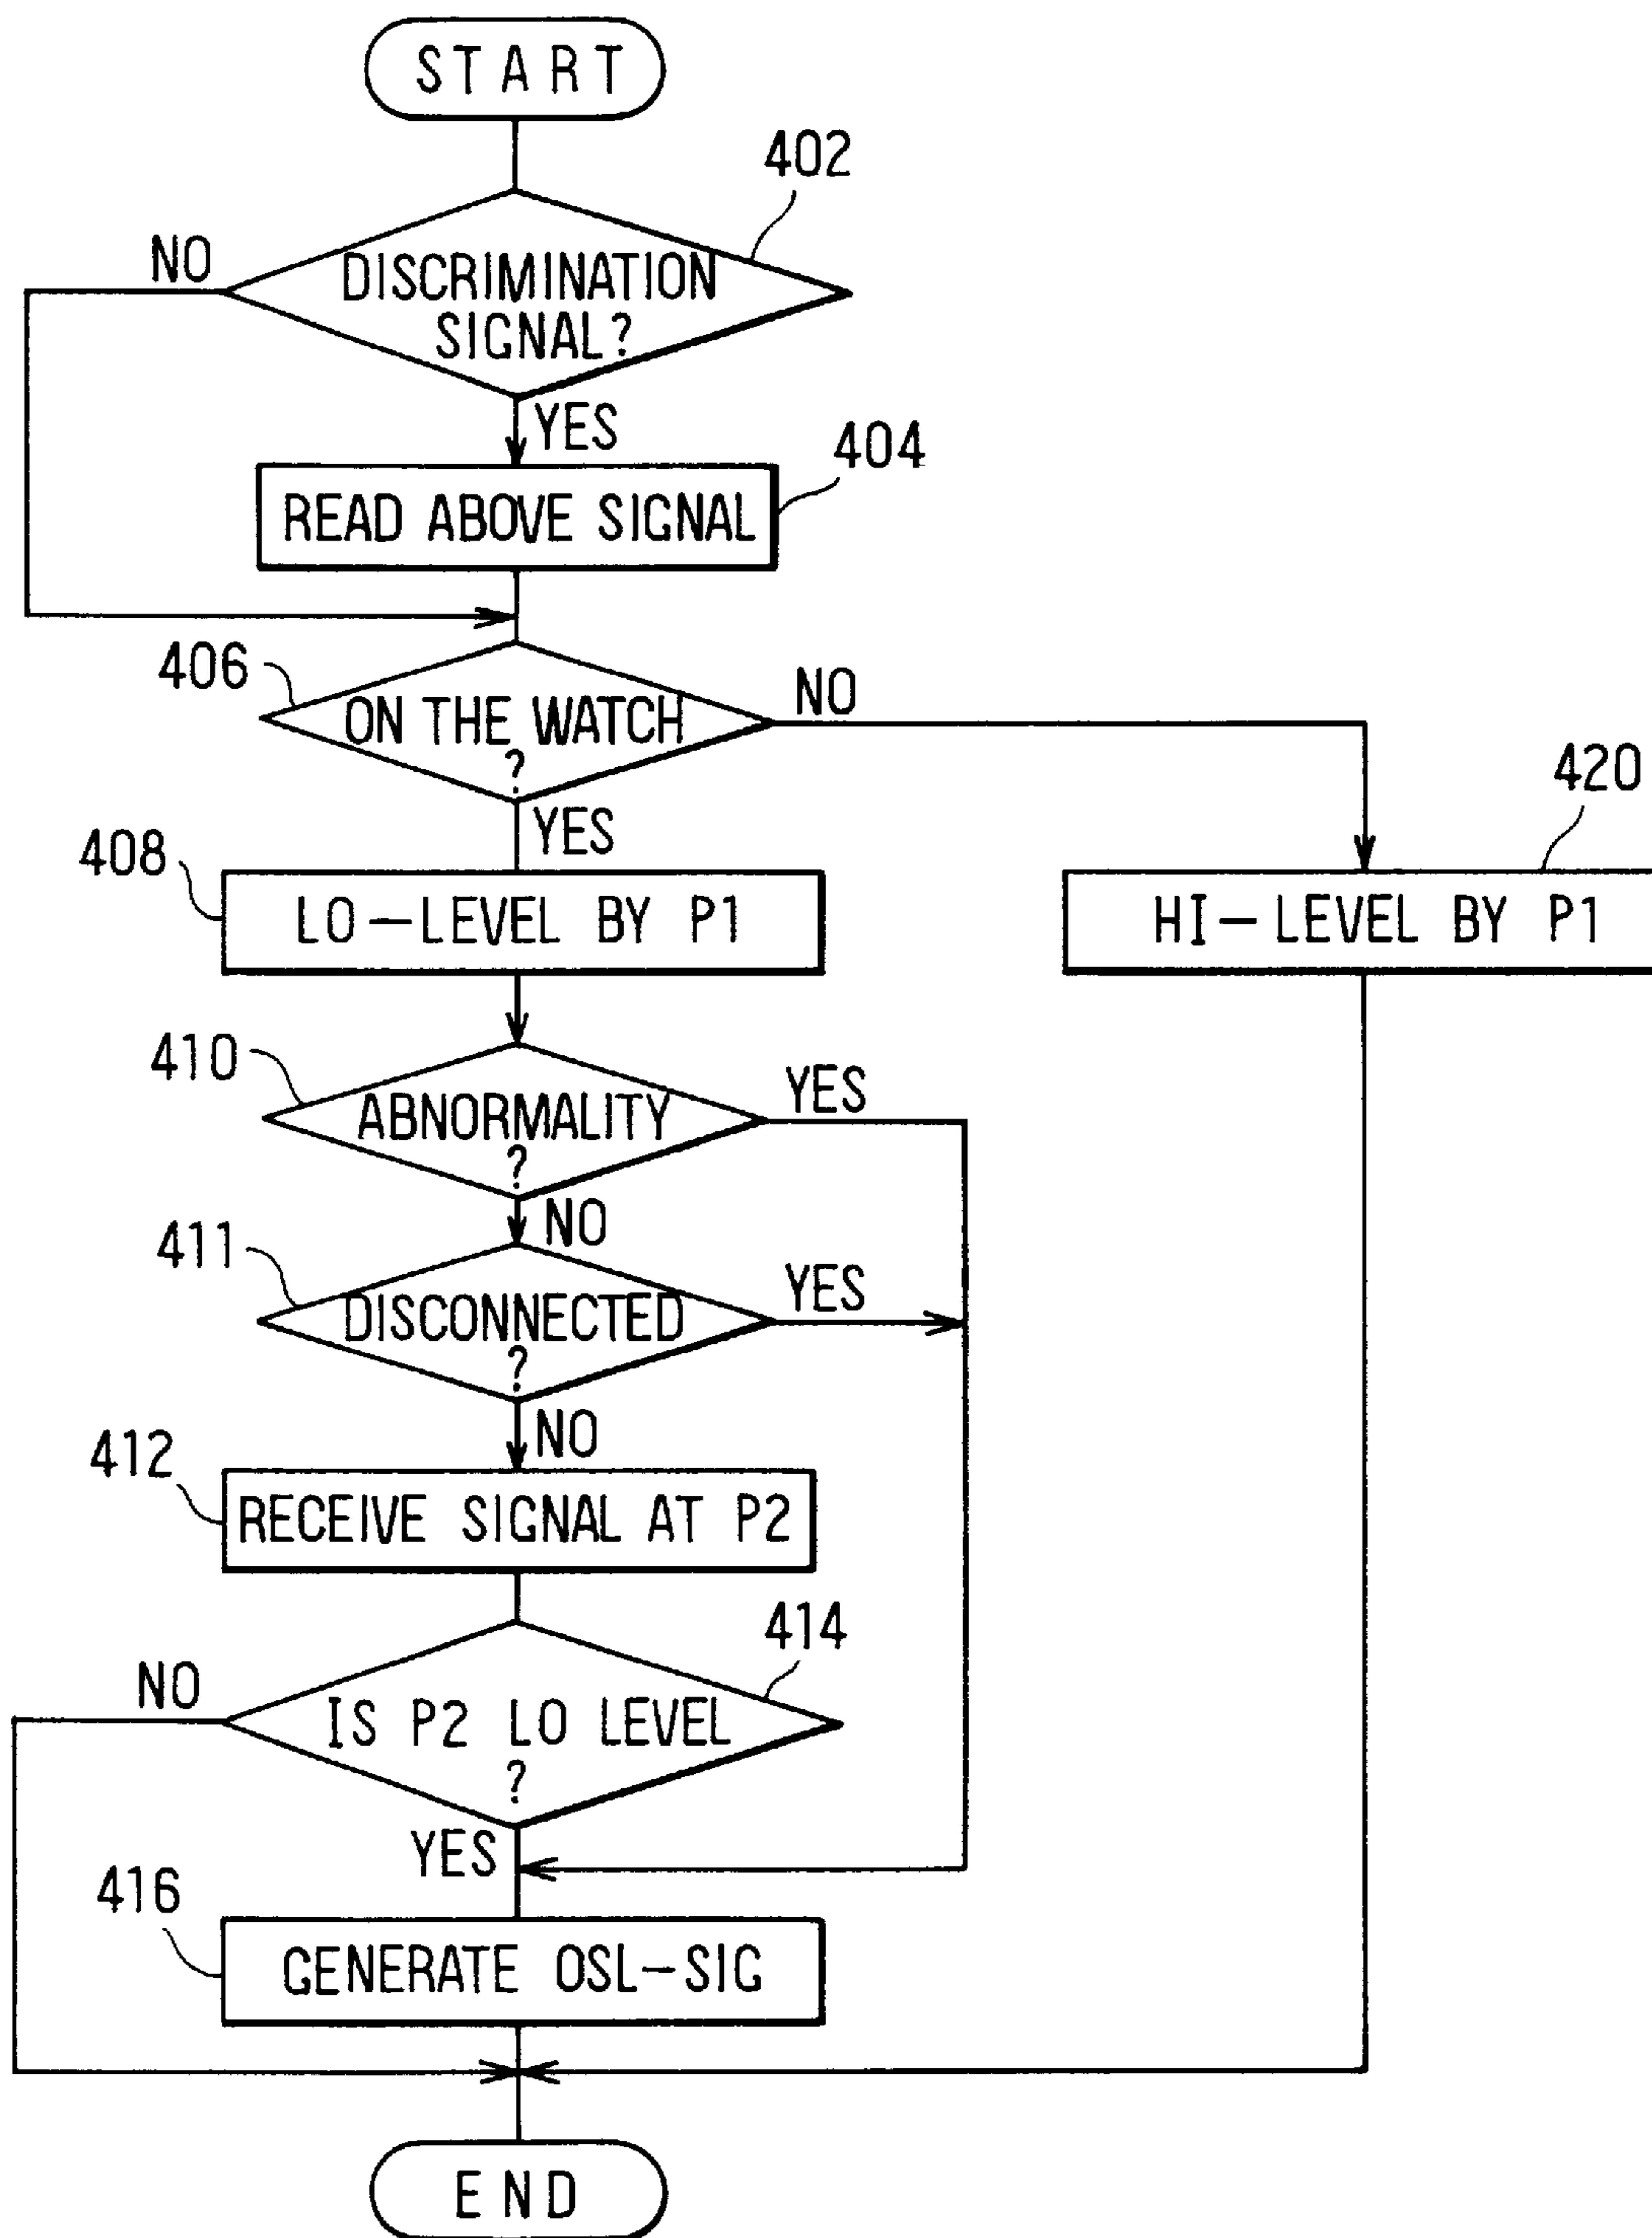 START
402
NO
DISCRIMINATION
SIGNAL?
YES
404
READ ABOVE SIGNAL
406
ON THE WATCH
?
NO
YES
420
408
LO-LEVEL BY P1
HI-LEVEL BY P1
410
ABNORMALITY
?
YES
NO
411
DISCONNECTED
?
YES
NO
412
RECEIVE SIGNAL AT P2
414
NO
IS P2 LO LEVEL
?
YES
416
GENERATE OSL-SIG
END